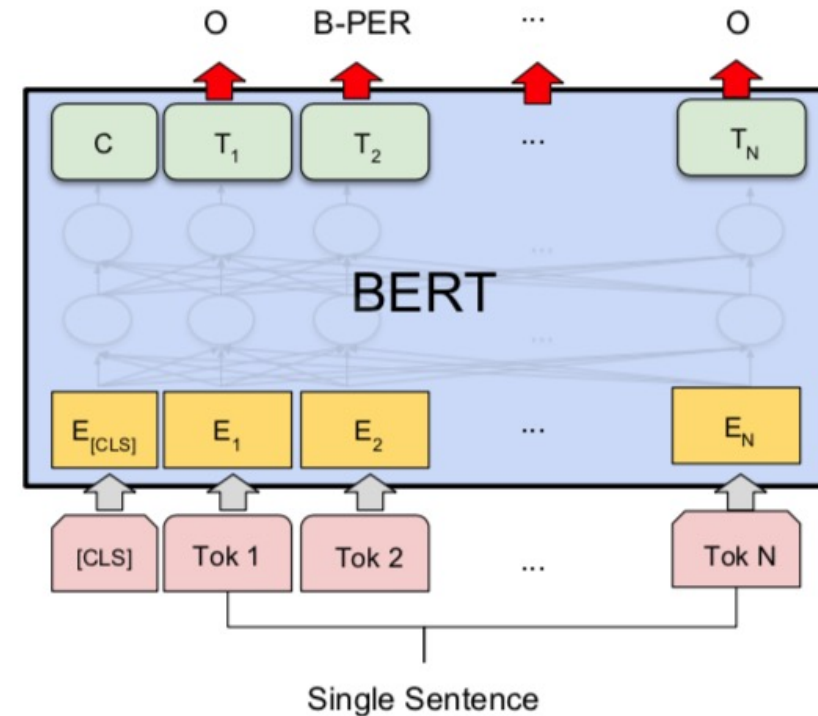 O B-PER ... O
C T1 T2 ... TN
...
BERT
...
E[CLS] E1 E2 ... EN
[CLS] Tok 1 Tok 2 ... Tok N
Single Sentence